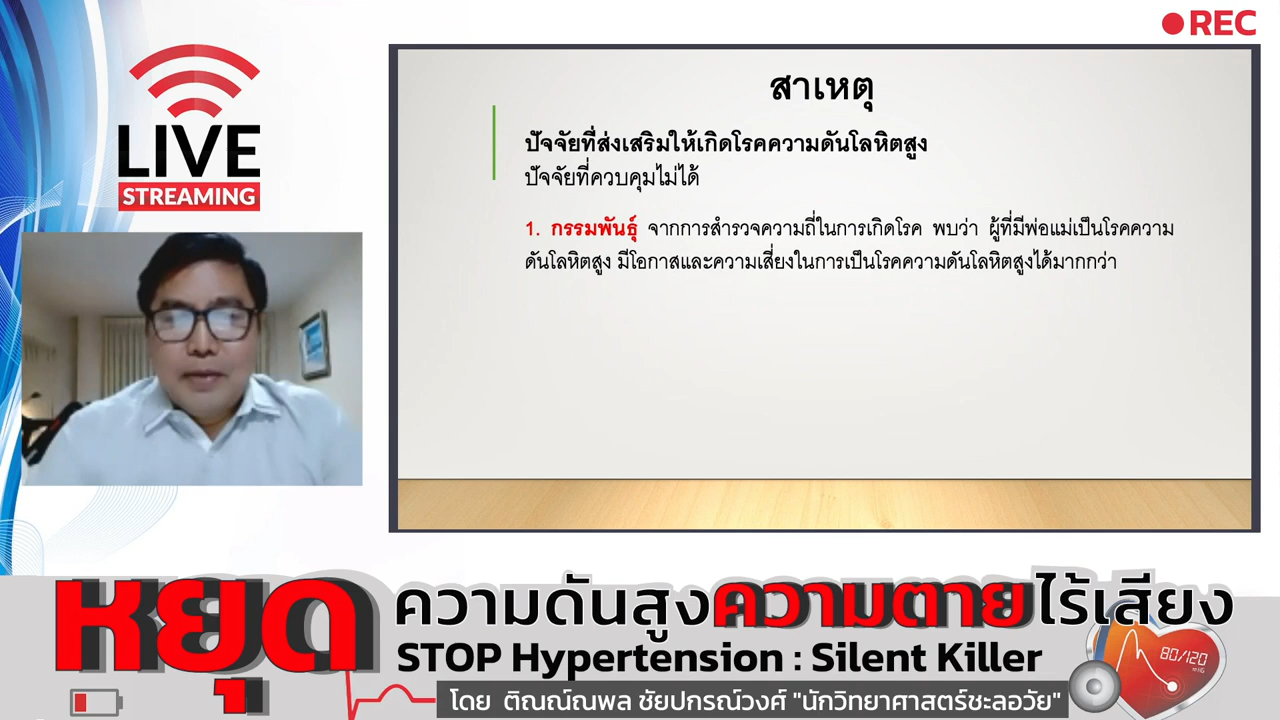 REC
LIVE
STREAMING
สาเหตุ
ปัจจัยที่ส่งเสริมให้เกิดโรคความดันโลหิตสูง
ปัจจัยที่ควบคุมไม่ได้
1. กรรมพันธุ์ จากการสำรวจความถี่ในการเกิดโรค พบว่า ผู้ที่มีพ่อแม่เป็นโรคความ
ดันโลหิตสูง มีโอกาสและความเสี่ยงในการเป็นโรคความดันโลหิตสูงได้มากกว่า
หยุด ความดันสูงความตายไร้เสียง
STOP Hypertension : Silent Killer
80/120
โดย ติณณ์ณพล ชัยปกรณ์วงศ์ "นักวิทยาศาสตร์ชะลอวัย"